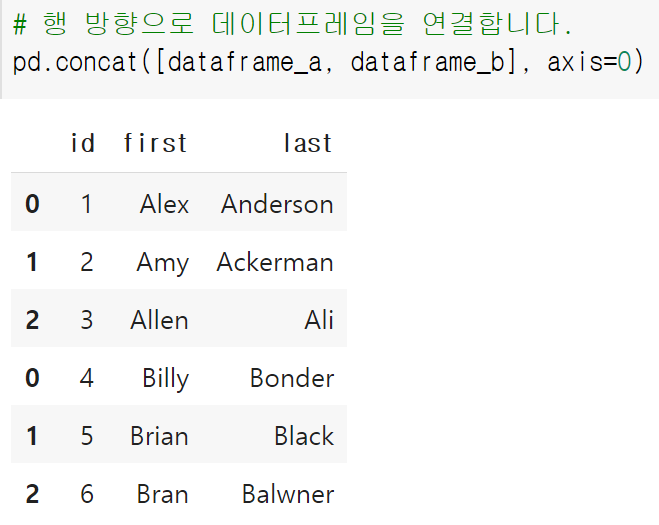 # 행 방향으로 데이터프레임을 연결합니다.
pd.concat([dataframe_a, dataframe_b], axis=0)
id first last
0 1 Alex Anderson
1 2 Amy Ackerman
2 3 Allen Ali
0 4 Billy Bonder
1 5 Brian Black
2 6 Bran Balwner